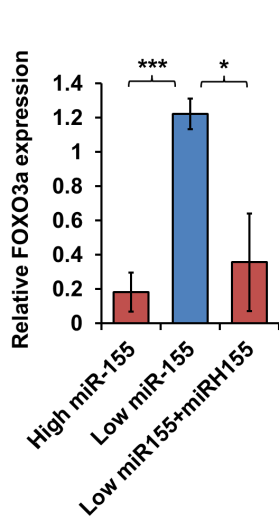 *** *
Relative FOXO3a expression
1.4
1.2
1
0.8
0.6
0.4
0.2
0
High miR-155
Low miR-155
Low miR155+miRH155